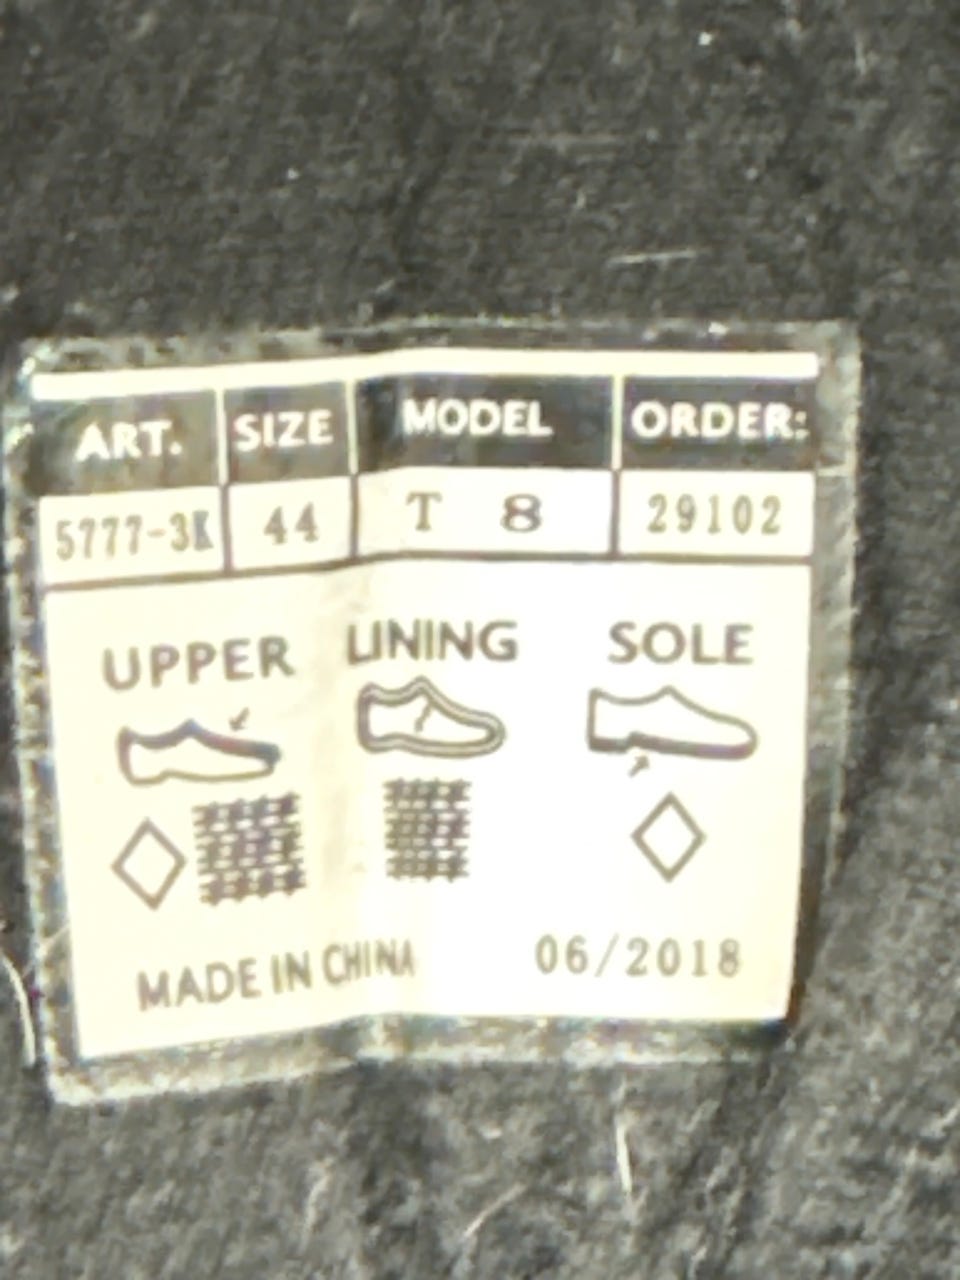 ART. SIZE MODEL ORDER:
5777-3K 44 T 8 29102
UPPER LINING SOLE
MADE IN CHINA 06/2018